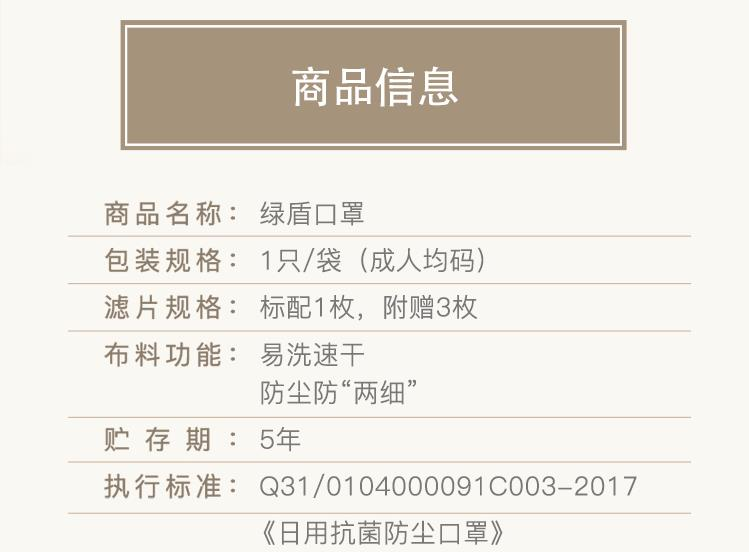 商品信息
商品名称：绿盾口罩
包装规格：1只/袋（成人均码）
滤片规格：标配1枚，附赠3枚
布料功能：易洗速干
防尘防“两细”
贮存期：5年
执行标准：Q31/0104000091C003-2017
《日用抗菌防尘口罩》